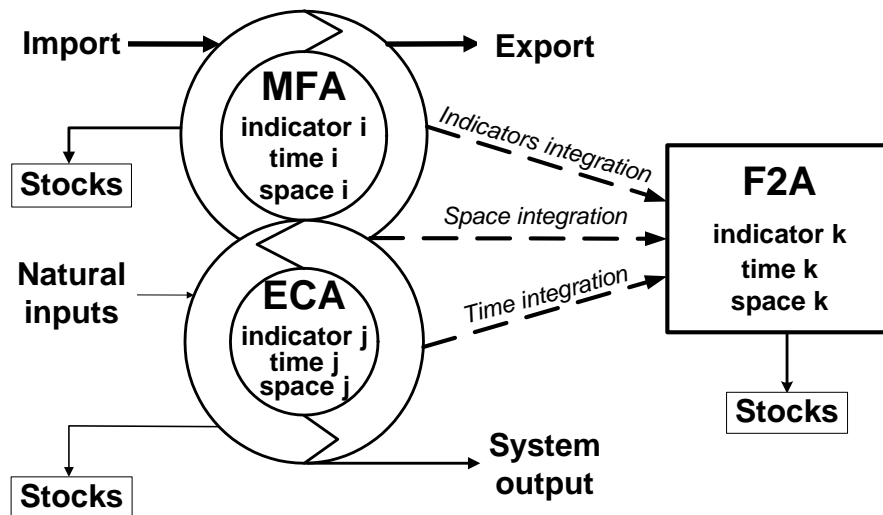 Import
Export
MFA
indicator i
time i
space i
Stocks
Indicators integration
Space integration
Time integration
F2A
indicator k
time k
space k
Stocks
Natural
inputs
ECA
indicator j
time j
space j
Stocks
System
output